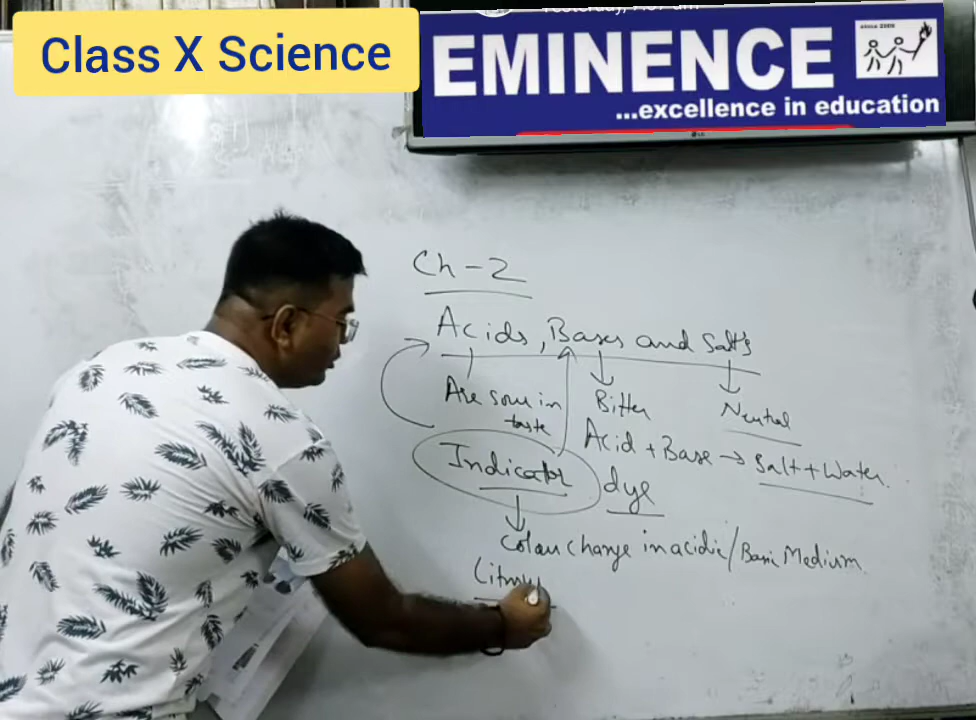 Class X Science
EMINENCE
since 2009
...excellence in education
LG
Ch-2
Acids, Bases and Salts
Are sour in taste
Bitter
Neutral
Acid + Base → Salt + Water
Indicator
dye
Colour change in acidic / Basic Medium
Litmus